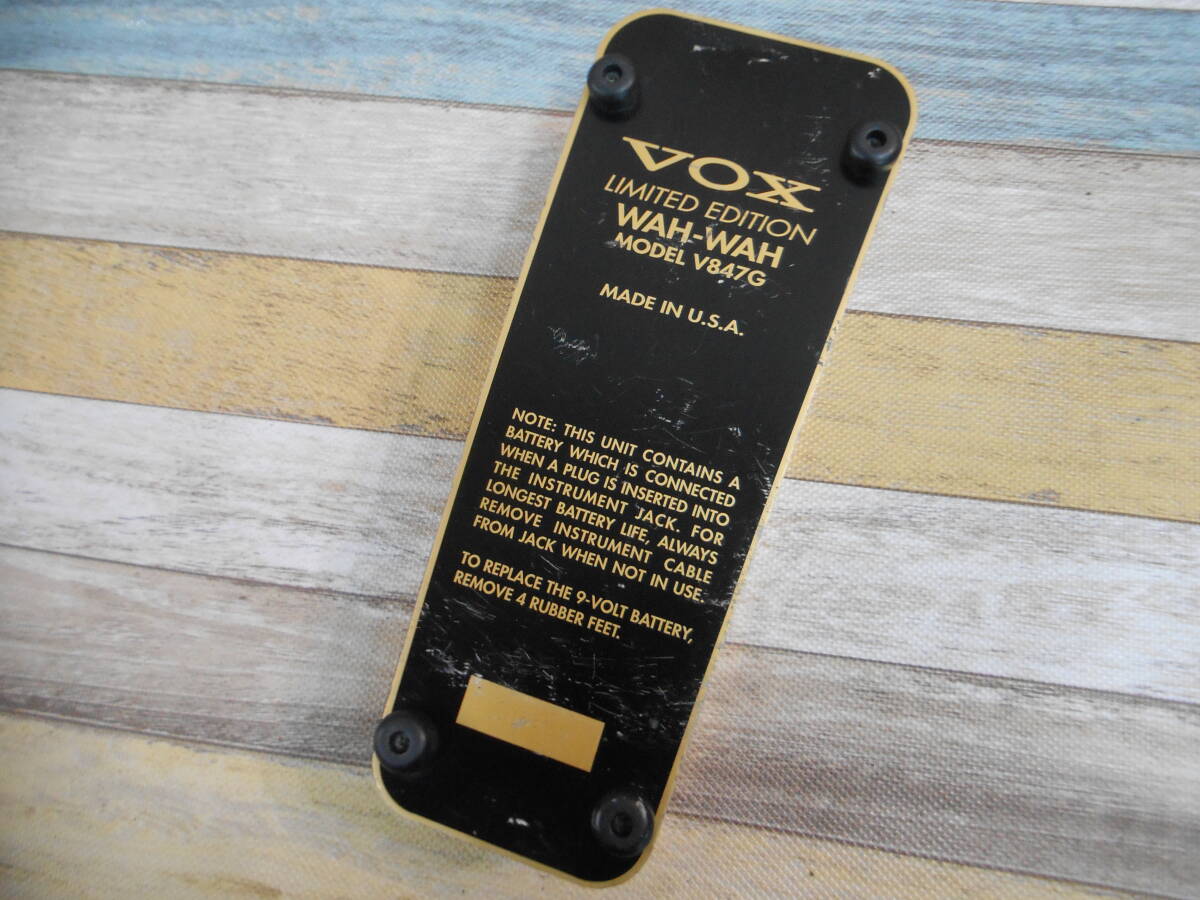 VOX
LIMITED EDITION
WAH-WAH
MODEL V847G
MADE IN U.S.A.
NOTE: THIS UNIT CONTAINS A
BATTERY WHICH IS CONNECTED
WHEN A PLUG IS INSERTED INTO
THE INSTRUMENT JACK. FOR
LONGEST BATTERY LIFE, ALWAYS
REMOVE INSTRUMENT CABLE
FROM JACK WHEN NOT IN USE.
TO REPLACE THE 9-VOLT BATTERY,
REMOVE 4 RUBBER FEET.